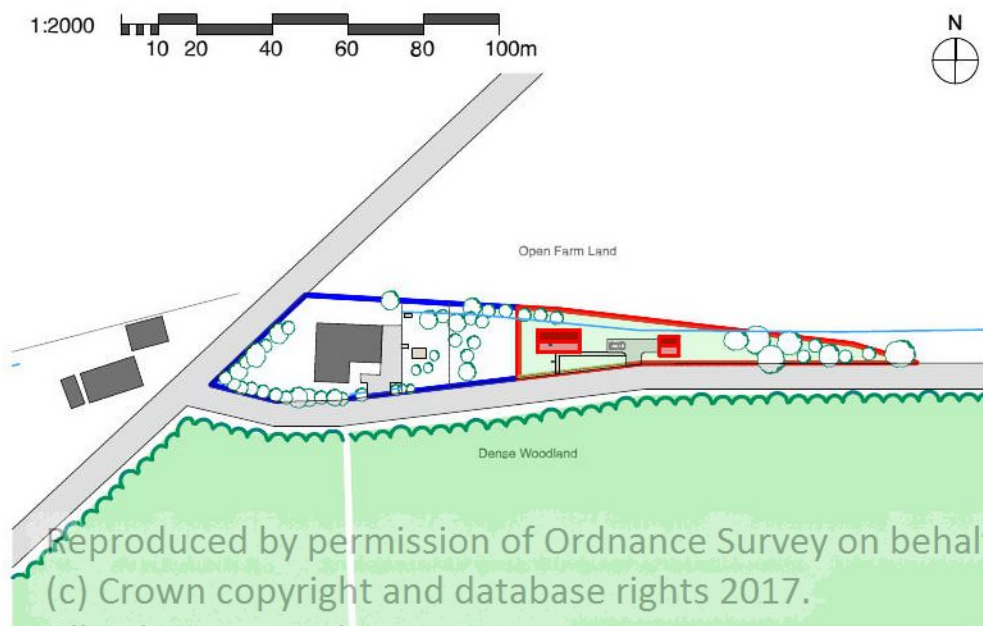 1:2000
10 20 40 60 80 100m
N
Open Farm Land
Dense Woodland
Reproduced by permission of Ordnance Survey on behalf
(c) Crown copyright and database rights 2017.